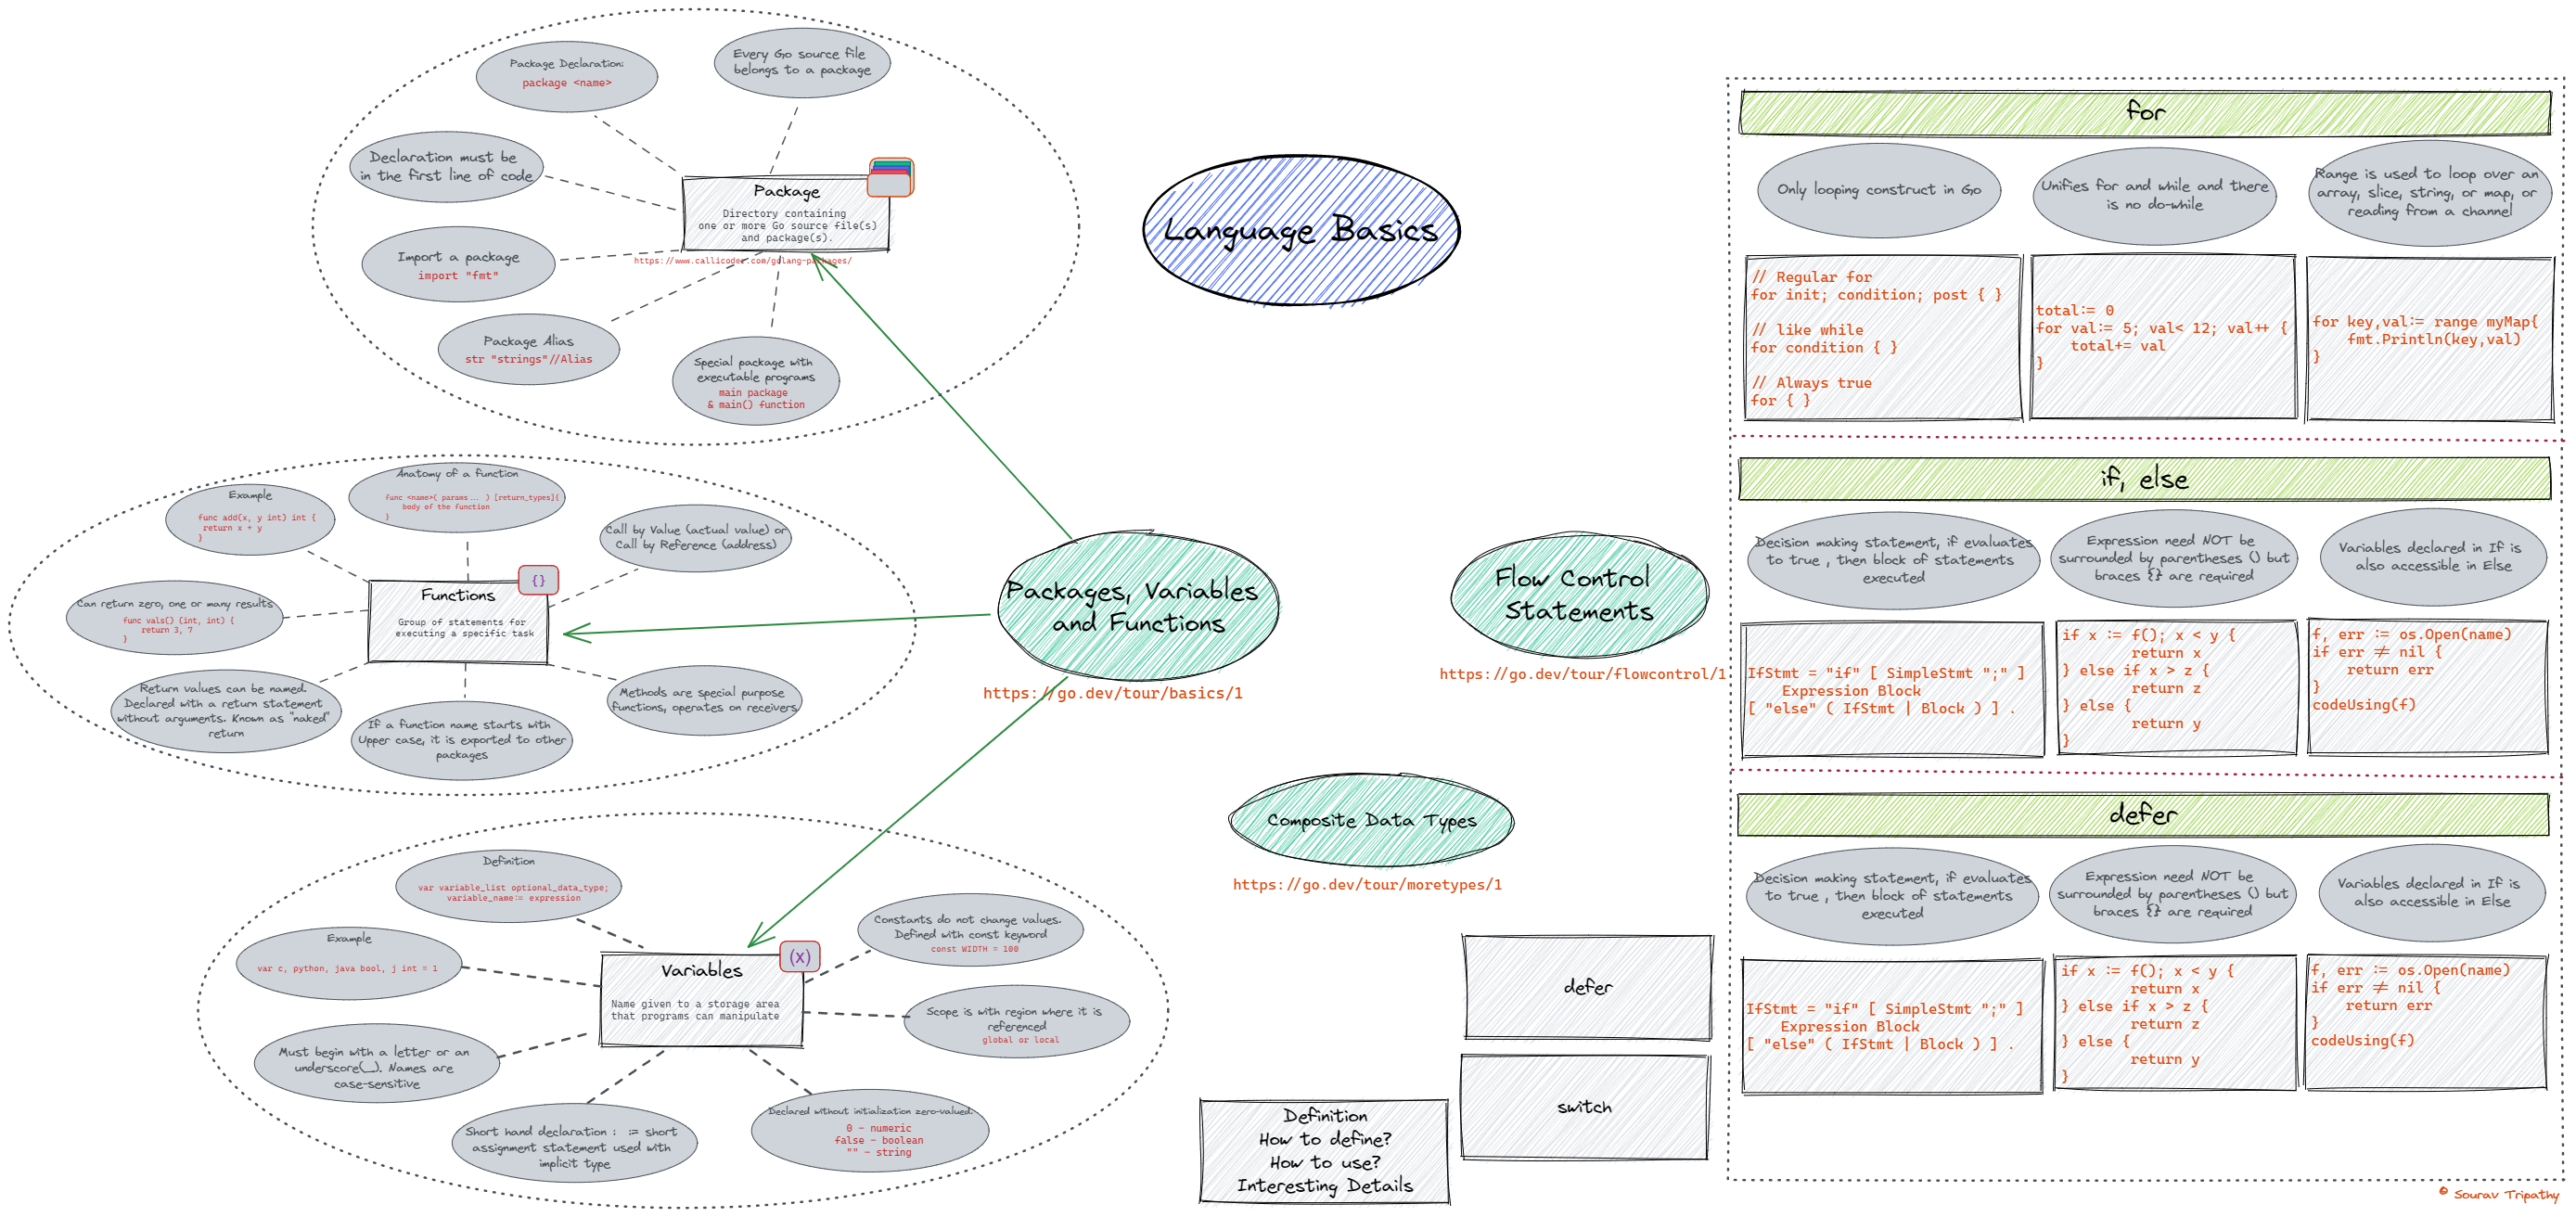 Package Declaration:
package <name>
Every Go source file
belongs to a package
Declaration must be
in the first line of code
Package
Directory containing
one or more Go source file(s)
and package(s).
https://www.callicoder.com/golang-packages/
Import a package
import "fmt"
Package Alias
str "strings"//Alias
Special package with
executable programs
main package
& main() function
Language Basics
Anatomy of a function
func <name>( params... ) [return_types]{
body of the function
}
Example
func add(x, y int) int {
return x + y
}
Call by Value (actual value) or
Call by Reference (address)
{}
Functions
Group of statements for
executing a specific task
Can return zero, one or many results
func vals() (int, int) {
return 3, 7
}
Return values can be named.
Declared with a return statement
without arguments. Known as "naked"
return
If a function name starts with
Upper case, it is exported to other
packages
Methods are special purpose
functions, operates on receivers
Packages, Variables
and Functions
https://go.dev/tour/basics/1
Flow Control
Statements
https://go.dev/tour/flowcontrol/1
Composite Data Types
https://go.dev/tour/moretypes/1
Definition
var variable_list optional_data_type;
variable_name:= expression
Example
var c, python, java bool, j int = 1
Constants do not change values.
Defined with const keyword
const WIDTH = 100
(x)
Variables
Name given to a storage area
that programs can manipulate
Scope is with region where it is
referenced
global or local
Must begin with a letter or an
underscore(_). Names are
case-sensitive
Short hand declaration : := short
assignment statement used with
implicit type
Declared without initialization zero-valued.
0 - numeric
false - boolean
"" - string
defer
switch
Definition
How to define?
How to use?
Interesting Details
for
Only looping construct in Go
Unifies for and while and there
is no do-while
Range is used to loop over an
array, slice, string, or map, or
reading from a channel
// Regular for
for init; condition; post { }
// like while
for condition { }
// Always true
for { }
total:= 0
for val:= 5; val< 12; val++ {
total+= val
}
for key,val:= range myMap{
fmt.Println(key,val)
}
if, else
Decision making statement, if evaluates
to true , then block of statements
executed
Expression need NOT be
surrounded by parentheses () but
braces {} are required
Variables declared in If is
also accessible in Else
IfStmt = "if" [ SimpleStmt ";" ]
Expression Block
[ "else" ( IfStmt | Block ) ] .
if x := f(); x < y {
return x
} else if x > z {
return z
} else {
return y
}
f, err := os.Open(name)
if err != nil {
return err
}
codeUsing(f)
defer
Decision making statement, if evaluates
to true , then block of statements
executed
Expression need NOT be
surrounded by parentheses () but
braces {} are required
Variables declared in If is
also accessible in Else
IfStmt = "if" [ SimpleStmt ";" ]
Expression Block
[ "else" ( IfStmt | Block ) ] .
if x := f(); x < y {
return x
} else if x > z {
return z
} else {
return y
}
f, err := os.Open(name)
if err != nil {
return err
}
codeUsing(f)
© Sourav Tripathy